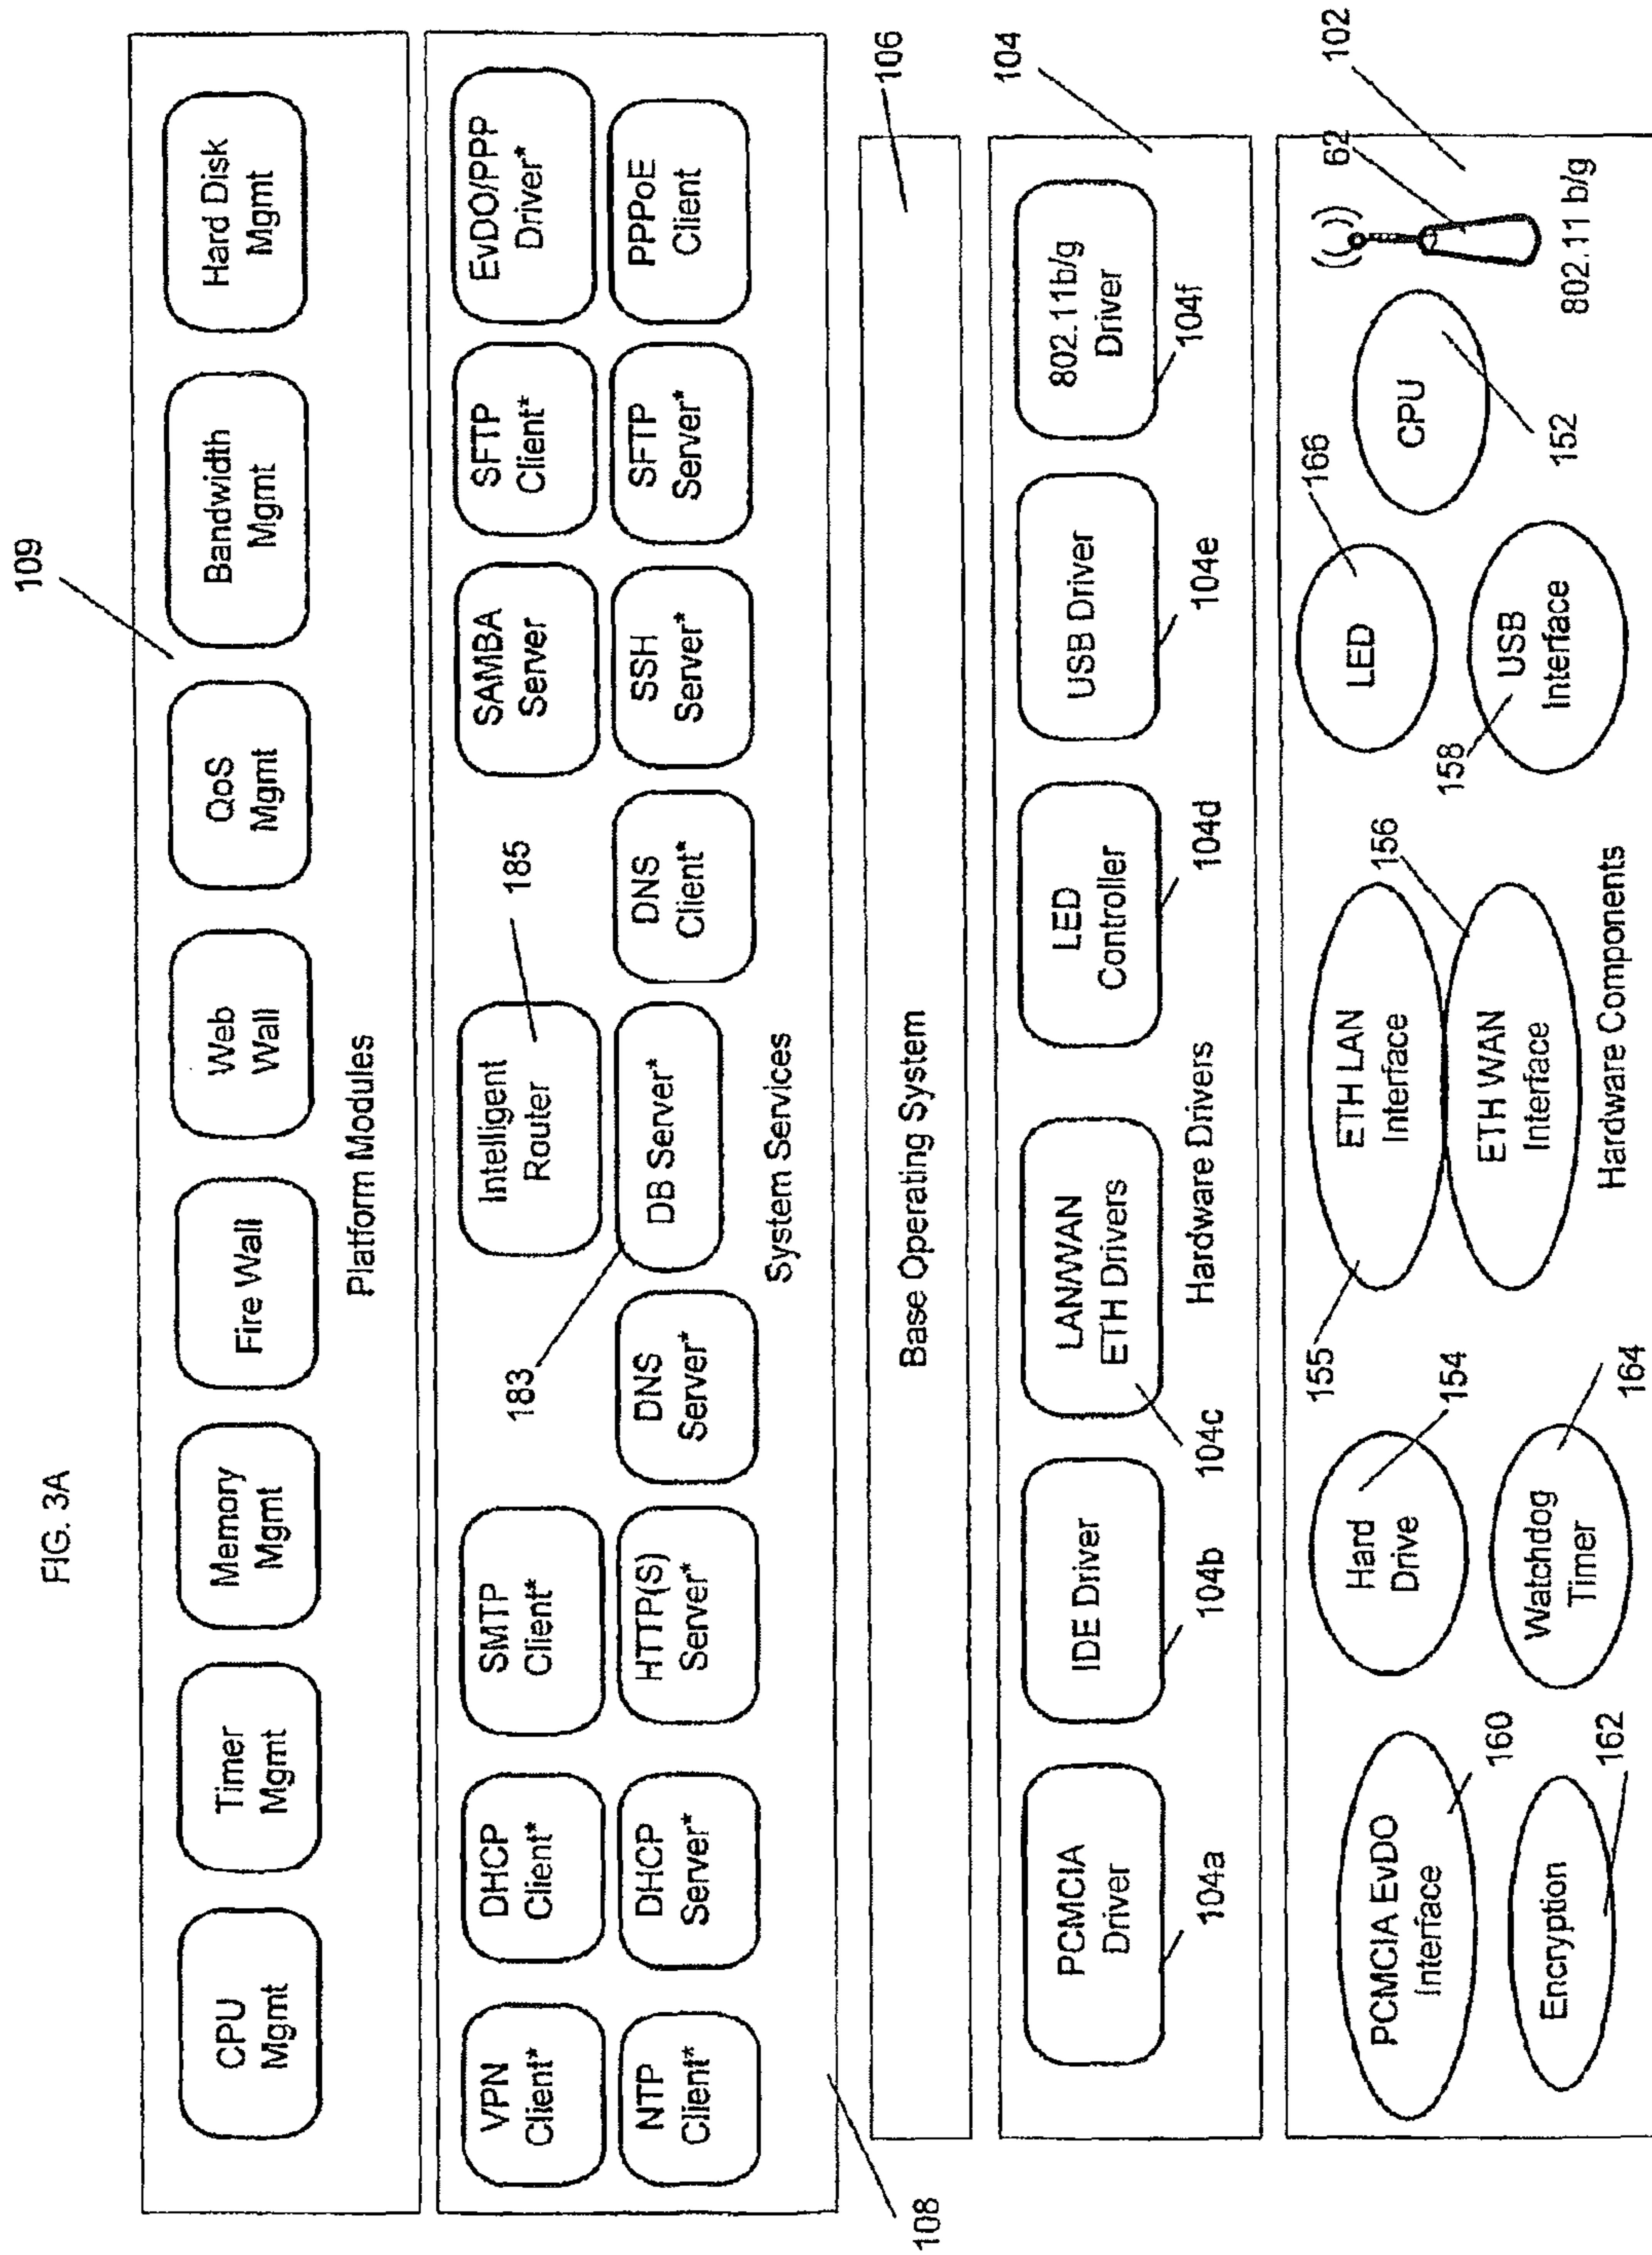 FIG. 3A
109
CPU
Mgmt
Timer
Mgmt
Memory
Mgmt
Fire Wall
Web
Wall
QoS
Mgmt
Bandwidth
Mgmt
Hard Disk
Mgmt
Platform Modules
VPN
Client*
DHCP
Client*
SMTP
Client*
Intelligent
Router
185
SAMBA
Server
SFTP
Client*
EvDO/PPP
Driver*
183
NTP
Client*
DHCP
Server*
HTTP(S)
Server*
DNS
Server*
DB Server*
DNS
Client*
SSH
Server*
SFTP
Server*
PPPoE
Client
System Services
108
Base Operating System
106
104
PCMCIA
Driver
IDE Driver
LAN/WAN
ETH Drivers
LED
Controller
USB Driver
802.11b/g
Driver
104a
104b
104c
104d
104e
104f
Hardware Drivers
102
62
155
154
156
166
PCMCIA EvDO
Interface
160
Hard
Drive
ETH LAN
Interface
LED
CPU
152
158
Encryption
162
Watchdog
Timer
164
ETH WAN
Interface
USB
Interface
802.11 b/g
Hardware Components